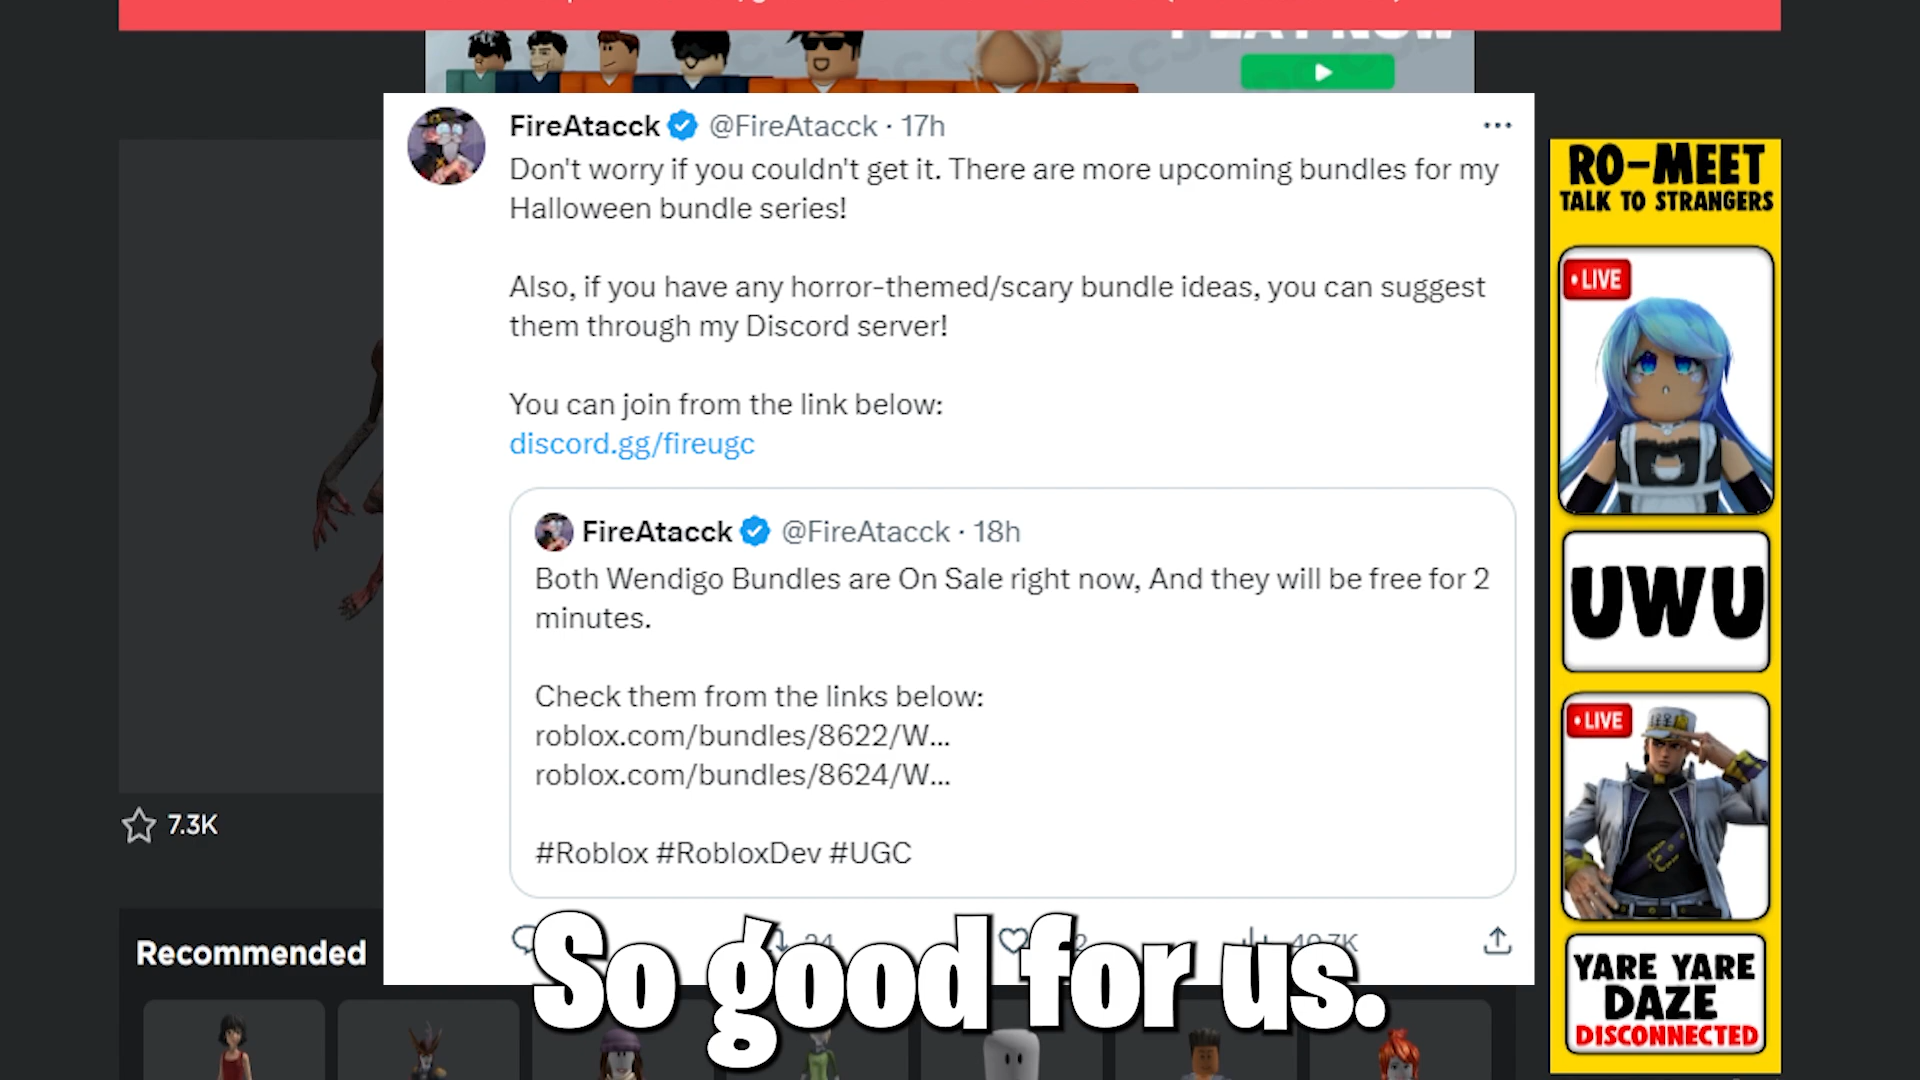 PLAY NOW
FireAtacck @FireAtacck · 17h
Don't worry if you couldn't get it. There are more upcoming bundles for my
Halloween bundle series!
Also, if you have any horror-themed/scary bundle ideas, you can suggest
them through my Discord server!
You can join from the link below:
discord.gg/fireugc
FireAtacck @FireAtacck · 18h
Both Wendigo Bundles are On Sale right now, And they will be free for 2
minutes.
Check them from the links below:
roblox.com/bundles/8622/W...
roblox.com/bundles/8624/W...
#Roblox #RobloxDev #UGC
So good for us.
7.3K
Recommended
RO-MEET
TALK TO STRANGERS
• LIVE
UWU
• LIVE
YARE YARE
DAZE
DISCONNECTED